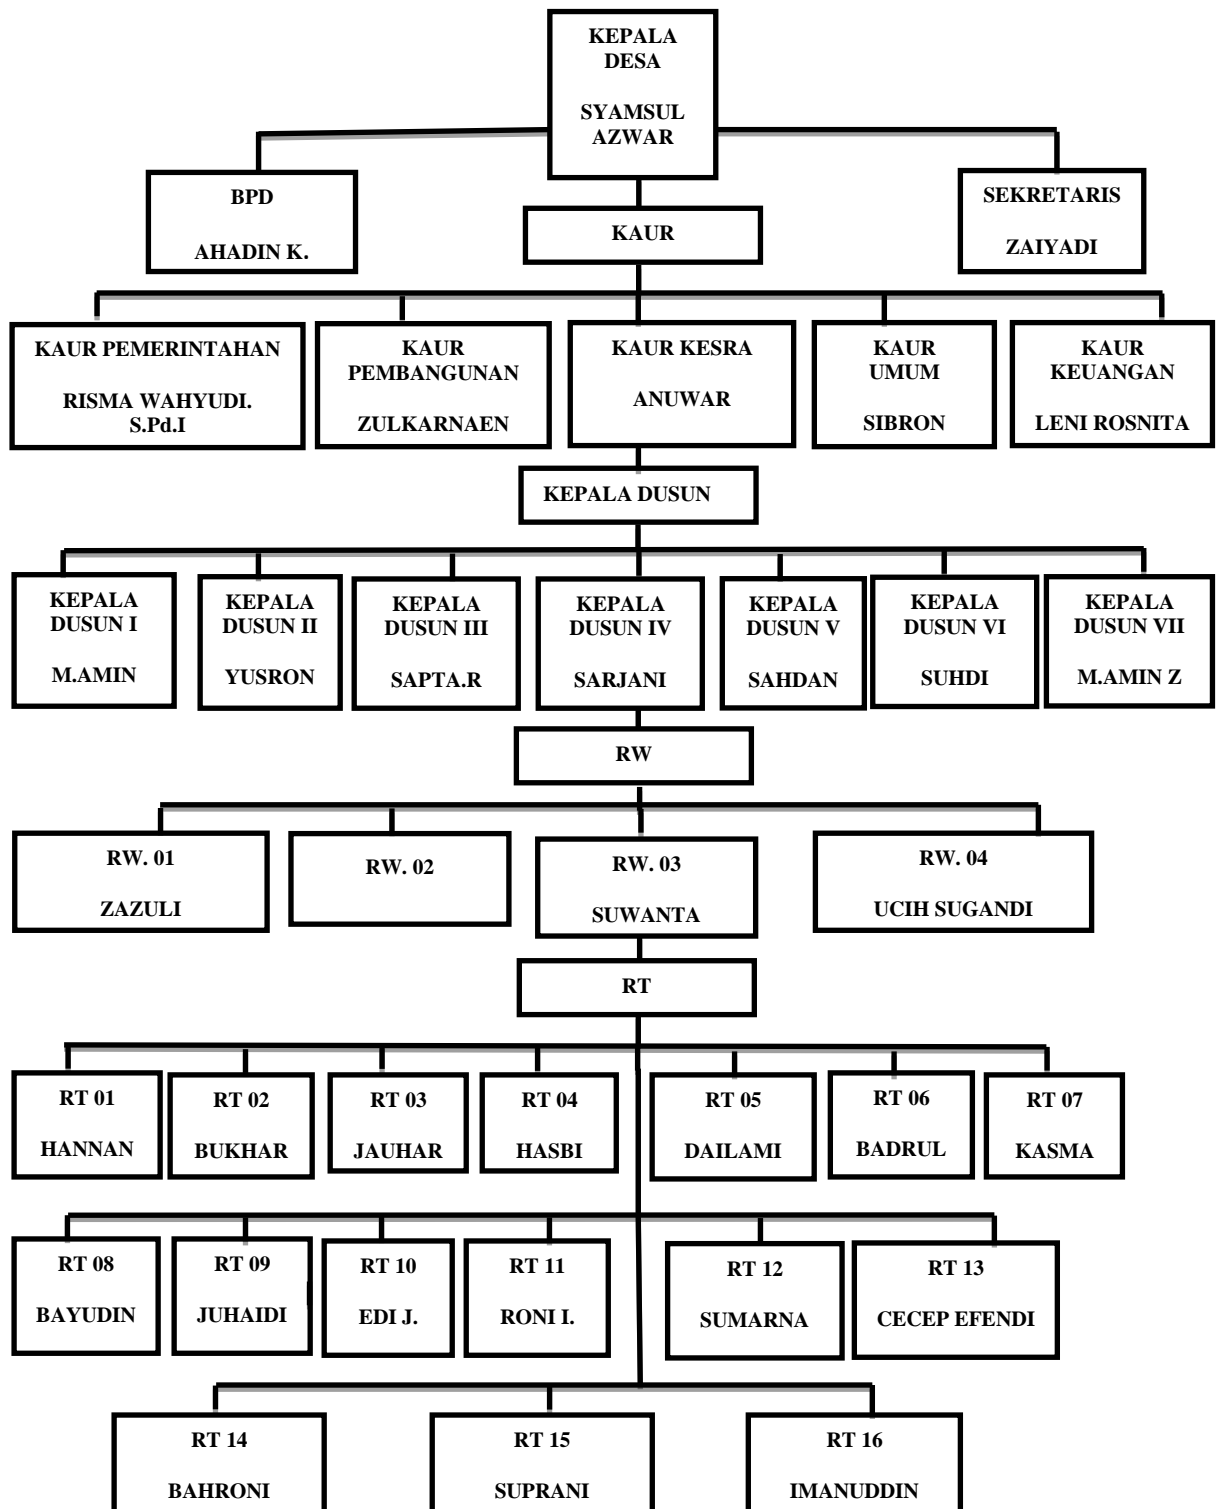 KEPALA
DESA
SYAMSUL
AZWAR
BPD
AHADIN K.
SEKRETARIS
ZAIYADI
KAUR
KAUR PEMERINTAHAN
RISMA WAHYUDI.
S.Pd.I
KAUR
PEMBANGUNAN
ZULKARNAEN
KAUR KESRA
ANUWAR
KAUR
UMUM
SIBRON
KAUR
KEUANGAN
LENI ROSNITA
KEPALA DUSUN
KEPALA
DUSUN I
M.AMIN
KEPALA
DUSUN II
YUSRON
KEPALA
DUSUN III
SAPTA.R
KEPALA
DUSUN IV
SARJANI
KEPALA
DUSUN V
SAHDAN
KEPALA
DUSUN VI
SUHDI
KEPALA
DUSUN VII
M.AMIN Z
RW
RW. 01
ZAZULI
RW. 02
RW. 03
SUWANTA
RW. 04
UCIH SUGANDI
RT
RT 01
HANNAN
RT 02
BUKHAR
RT 03
JAUHAR
RT 04
HASBI
RT 05
DAILAMI
RT 06
BADRUL
RT 07
KASMA
RT 08
BAYUDIN
RT 09
JUHAIDI
RT 10
EDI J.
RT 11
RONI I.
RT 12
SUMARNA
RT 13
CECEP EFENDI
RT 14
BAHRONI
RT 15
SUPRANI
RT 16
IMANUDDIN